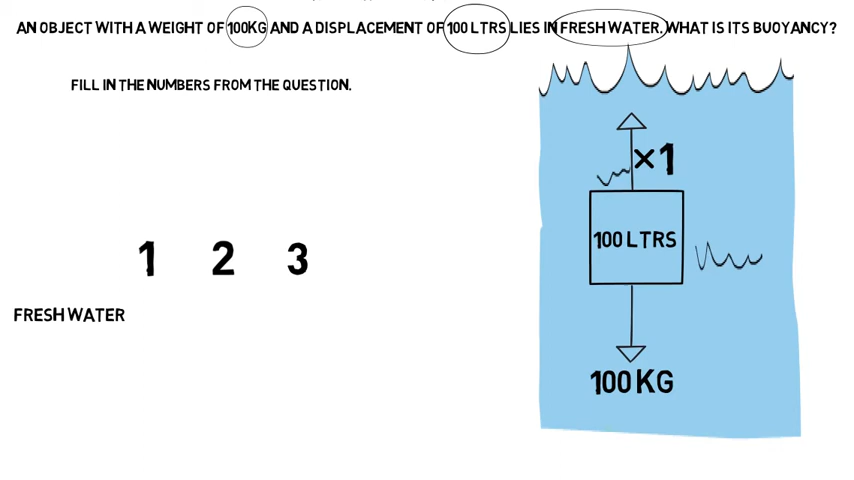 AN OBJECT WITH A WEIGHT OF 100KG AND A DISPLACEMENT OF 100 LTRS LIES IN FRESH WATER. WHAT IS ITS BUOYANCY?
FILL IN THE NUMBERS FROM THE QUESTION.
×1
100 LTRS
1 2 3
FRESH WATER
100 KG